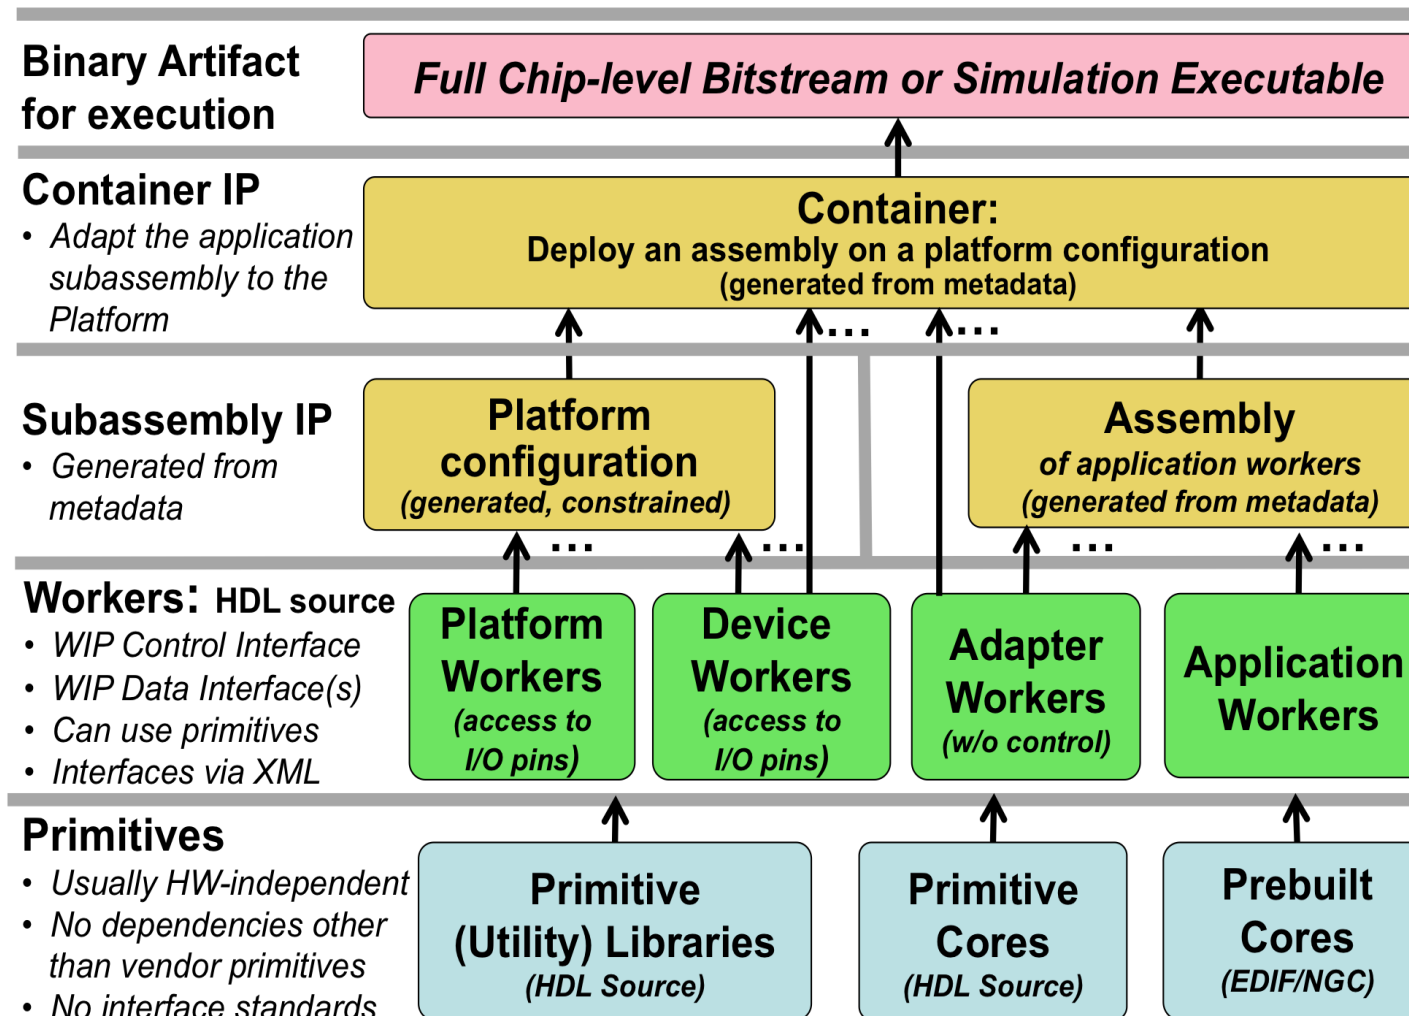 Binary Artifact
for execution
Full Chip-level Bitstream or Simulation Executable
Container IP
• Adapt the application
subassembly to the
Platform
Container:
Deploy an assembly on a platform configuration
(generated from metadata)
...
...
Subassembly IP
• Generated from
metadata
Platform
configuration
(generated, constrained)
Assembly
of application workers
(generated from metadata)
...
...
...
...
Workers: HDL source
• WIP Control Interface
• WIP Data Interface(s)
• Can use primitives
• Interfaces via XML
Platform
Workers
(access to
I/O pins)
Device
Workers
(access to
I/O pins)
Adapter
Workers
(w/o control)
Application
Workers
Primitives
• Usually HW-independent
• No dependencies other
than vendor primitives
• No interface standards
Primitive
(Utility) Libraries
(HDL Source)
Primitive
Cores
(HDL Source)
Prebuilt
Cores
(EDIF/NGC)